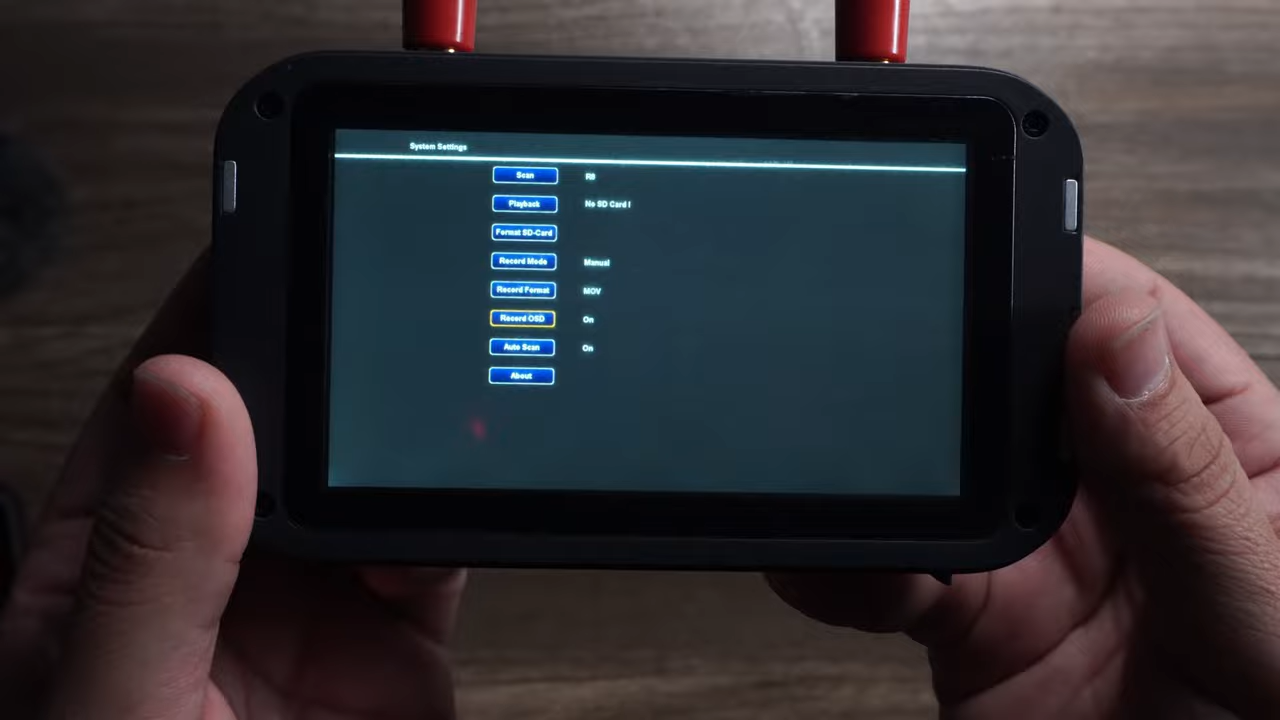 System Settings
Scan R8
Playback No SD Card !
Format SD-Card
Record Mode Manual
Record Format MOV
Record OSD On
Auto Scan On
About